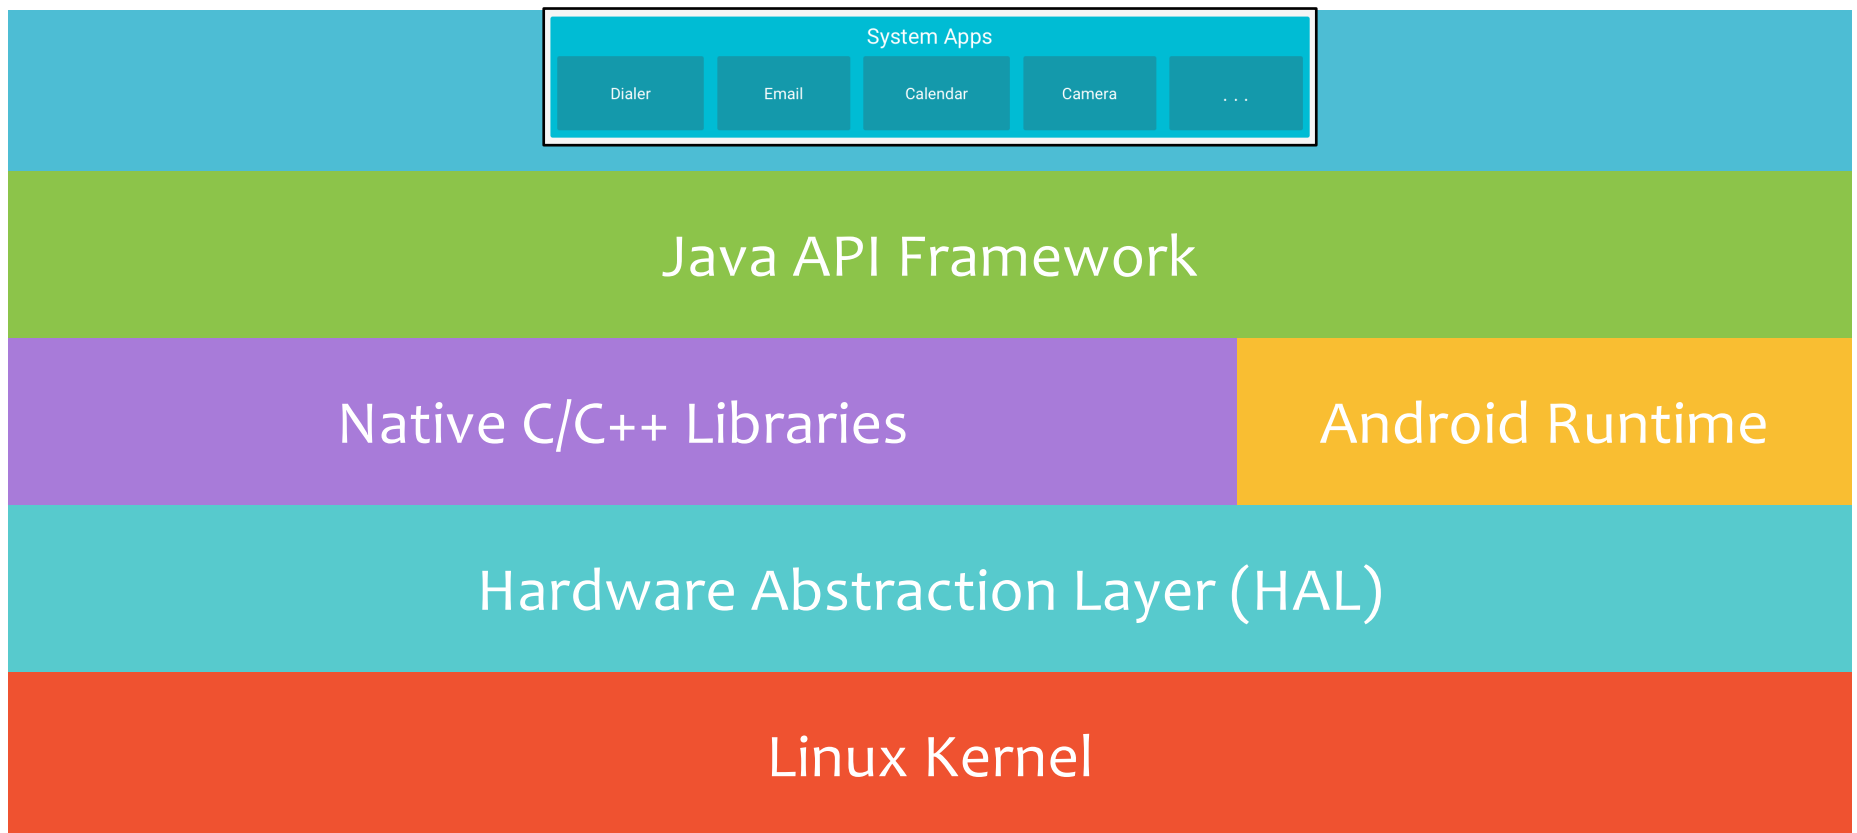 System Apps
Dialer
Email
Calendar
Camera
. . .
Java API Framework
Native C/C++ Libraries
Android Runtime
Hardware Abstraction Layer (HAL)
Linux Kernel